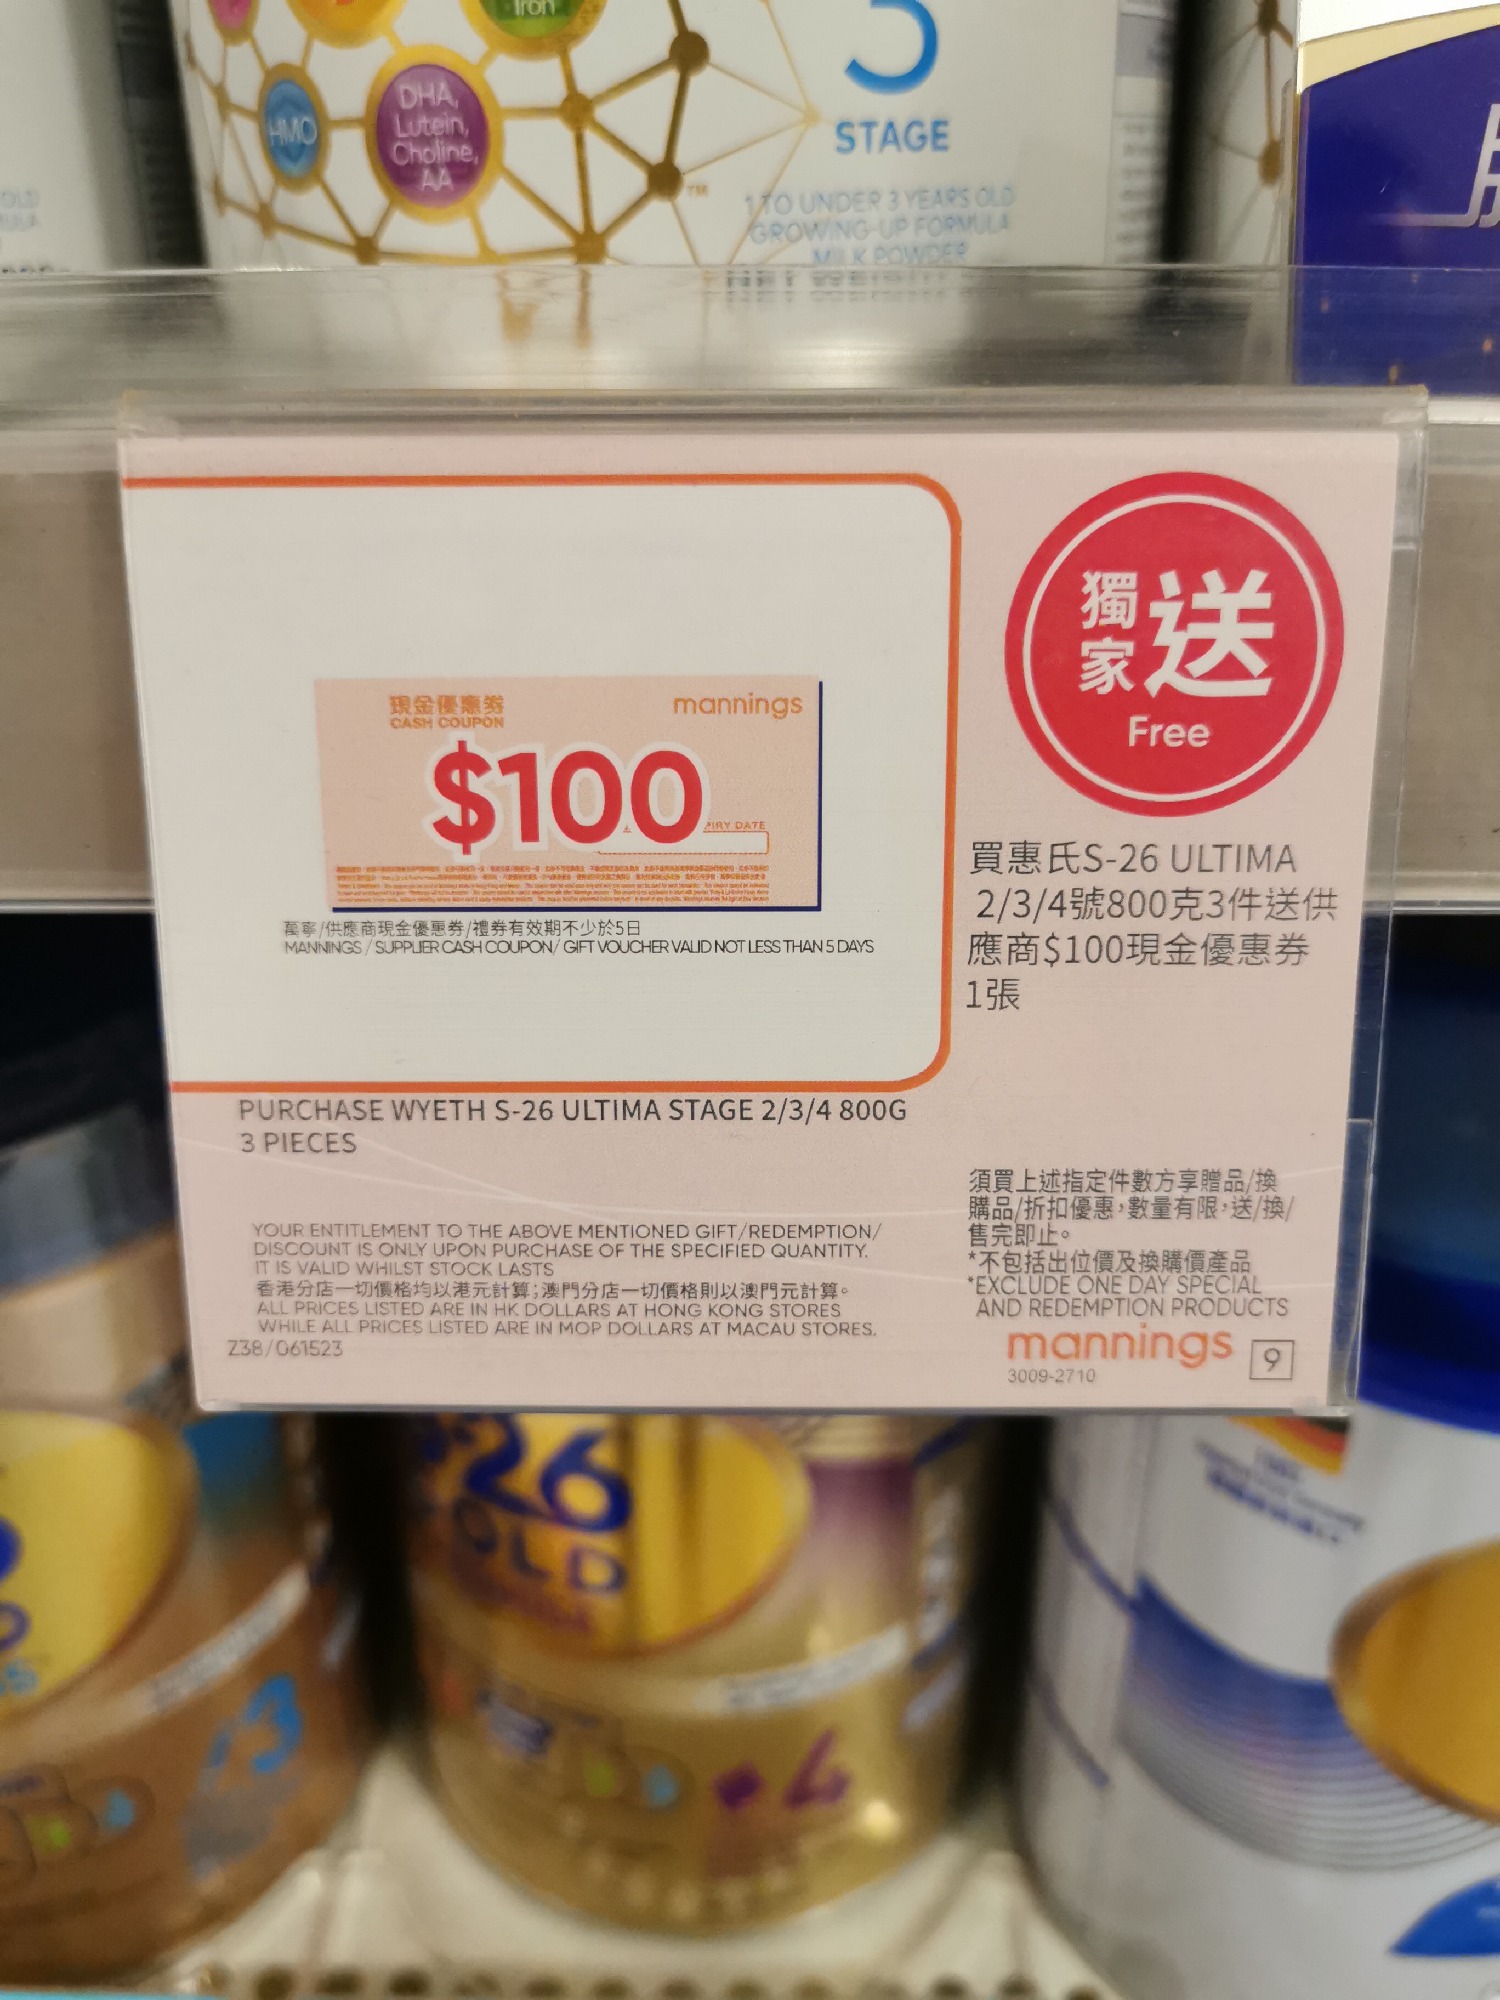 Iron
HMO
DHA,
Lutein,
Choline,
AA
™
3
STAGE
1 TO UNDER 3 YEARS OLD
GROWING-UP FORMULA
MILK POWDER
現金優惠券
CASH COUPON
mannings
$100
PIRY DATE
萬寧/供應商現金優惠券/禮券有效期不少於5日
MANNINGS / SUPPLIER CASH COUPON/ GIFT VOUCHER VALID NOT LESS THAN 5 DAYS
獨家
送
Free
買惠氏S-26 ULTIMA
2/3/4號800克3件送供
應商$100現金優惠券
1張
PURCHASE WYETH S-26 ULTIMA STAGE 2/3/4 800G
3 PIECES
YOUR ENTITLEMENT TO THE ABOVE MENTIONED GIFT/REDEMPTION/
DISCOUNT IS ONLY UPON PURCHASE OF THE SPECIFIED QUANTITY.
IT IS VALID WHILST STOCK LASTS
香港分店一切價格均以港元計算;澳門分店一切價格則以澳門元計算。
ALL PRICES LISTED ARE IN HK DOLLARS AT HONG KONG STORES
WHILE ALL PRICES LISTED ARE IN MOP DOLLARS AT MACAU STORES.
Z38/061523
須買上述指定件數方享贈品/換
購品/折扣優惠,數量有限,送/換/
售完即止。
*不包括出位價及換購價產品
*EXCLUDE ONE DAY SPECIAL
AND REDEMPTION PRODUCTS
mannings
9
3009-2710
26
OLD
3
4